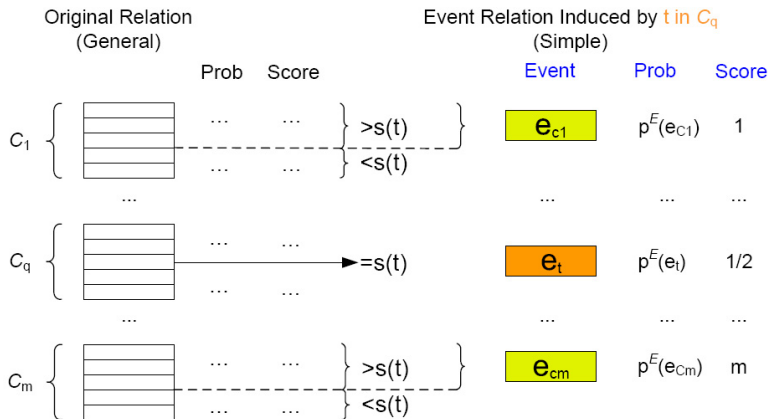 Original Relation
(General)
Event Relation Induced by t in Cq
(Simple)
Prob Score
Event Prob Score
C1
... ...
>s(t)
<s(t)
... ...
ec1
pE(eC1) 1
... ... ... ...
Cq
... ...
=s(t)
... ...
et
pE(et) 1/2
... ... ... ...
Cm
... ...
>s(t)
<s(t)
... ...
ecm
pE(eCm) m